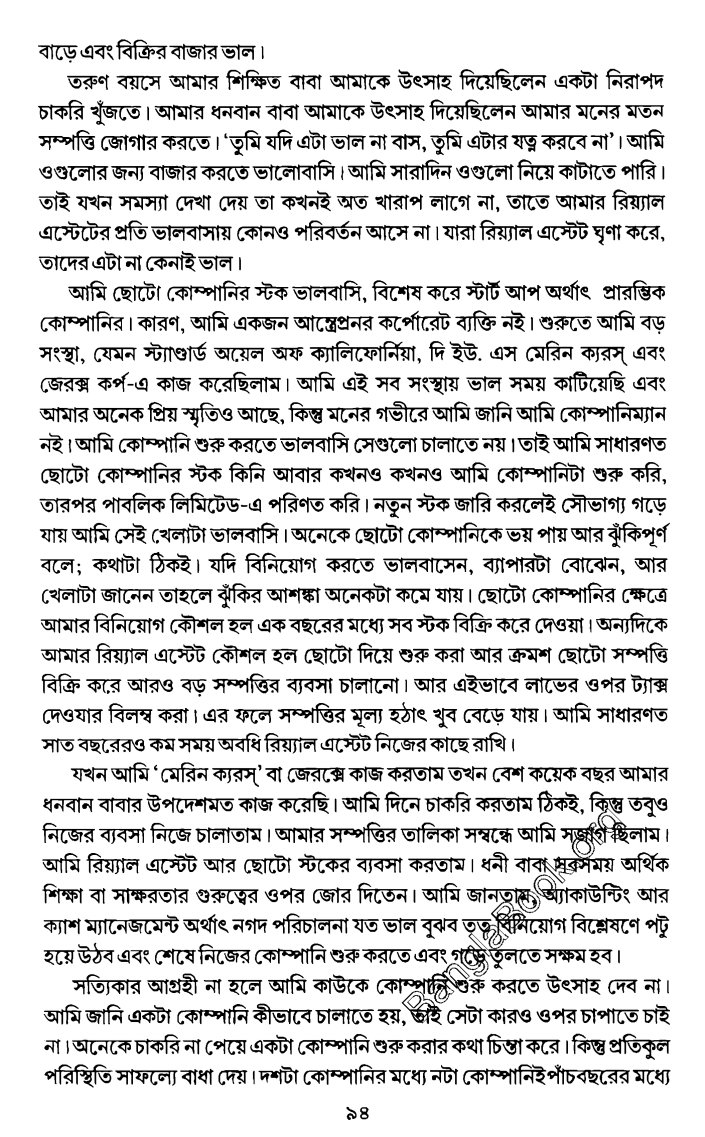 বাড়ে এবং বিক্রির বাজার ভাল।
তরুণ বয়সে আমার শিক্ষিত বাবা আমাকে উৎসাহ দিয়েছিলেন একটা নিরাপদ
চাকরি খুঁজতে। আমার ধনবান বাবা আমাকে উৎসাহ দিয়েছিলেন আমার মনের মতন
সম্পত্তি জোগার করতে। ‘তুমি যদি এটা ভাল না বাস, তুমি এটার যত্ন করবে না’। আমি
ওগুলোর জন্য বাজার করতে ভালোবাসি। আমি সারাদিন ওগুলো নিয়ে কাটাতে পারি।
তাই যখন সমস্যা দেখা দেয় তা কখনই অত খারাপ লাগে না, তাতে আমার রিয়্যাল
এস্টেটের প্রতি ভালবাসায় কোনও পরিবর্তন আসে না। যারা রিয়্যাল এস্টেট ঘৃণা করে,
তাদের এটা না কেনাই ভাল।
আমি ছোটো কোম্পানির স্টক ভালবাসি, বিশেষ করে স্টার্ট আপ অর্থাৎ প্রারম্ভিক
কোম্পানির। কারণ, আমি একজন আন্ত্রেপ্রনর কর্পোরেট ব্যক্তি নই। শুরুতে আমি বড়
সংস্থা, যেমন স্ট্যাণ্ডার্ড অয়েল অফ ক্যালিফোর্নিয়া, দি ইউ. এস মেরিন ক্যরস্ এবং
জেরক্স কর্প-এ কাজ করেছিলাম। আমি এই সব সংস্থায় ভাল সময় কাটিয়েছি এবং
আমার অনেক প্রিয় স্মৃতিও আছে, কিন্তু মনের গভীরে আমি জানি আমি কোম্পানিম্যান
নই। আমি কোম্পানি শুরু করতে ভালবাসি সেগুলো চালাতে নয়। তাই আমি সাধারণত
ছোটো কোম্পানির স্টক কিনি আবার কখনও কখনও আমি কোম্পানিটা শুরু করি,
তারপর পাবলিক লিমিটেড-এ পরিণত করি। নতুন স্টক জারি করলেই সৌভাগ্য গড়ে
যায় আমি সেই খেলাটা ভালবাসি। অনেকে ছোটো কোম্পানিকে ভয় পায় আর ঝুঁকিপূর্ণ
বলে; কথাটা ঠিকই। যদি বিনিয়োগ করতে ভালবাসেন, ব্যাপারটা বোঝেন, আর
খেলাটা জানেন তাহলে ঝুঁকির আশঙ্কা অনেকটা কমে যায়। ছোটো কোম্পানির ক্ষেত্রে
আমার বিনিয়োগ কৌশল হল এক বছরের মধ্যে সব স্টক বিক্রি করে দেওয়া। অন্যদিকে
আমার রিয়্যাল এস্টেট কৌশল হল ছোটো দিয়ে শুরু করা আর ক্রমশ ছোটো সম্পত্তি
বিক্রি করে আরও বড় সম্পত্তির ব্যবসা চালানো। আর এইভাবে লাভের ওপর ট্যাক্স
দেওয়ার বিলম্ব করা। এর ফলে সম্পত্তির মূল্য হঠাৎ খুব বেড়ে যায়। আমি সাধারণত
সাত বছরেরও কম সময় অবধি রিয়্যাল এস্টেট নিজের কাছে রাখি।
যখন আমি ‘মেরিন ক্যরস্’ বা জেরক্সে কাজ করতাম তখন বেশ কয়েক বছর আমার
ধনবান বাবার উপদেশমত কাজ করেছি। আমি দিনে চাকরি করতাম ঠিকই, কিন্তু তবুও
নিজের ব্যবসা নিজে চালাতাম। আমার সম্পত্তির তালিকা সম্বন্ধে আমি সজাগ ছিলাম।
আমি রিয়্যাল এস্টেট আর ছোটো স্টকের ব্যবসা করতাম। ধনী বাবা সবসময় অর্থিক
শিক্ষা বা সাক্ষরতার গুরুত্বের ওপর জোর দিতেন। আমি জানতাম, অ্যাকাউন্টিং আর
ক্যাশ ম্যানেজমেন্ট অর্থাৎ নগদ পরিচালনা যত ভাল বুঝব তত বিনিয়োগ বিশ্লেষণে পটু
হয়ে উঠব এবং শেষে নিজের কোম্পানি শুরু করতে এবং গড়ে তুলতে সক্ষম হব।
সত্যিকার আগ্রহী না হলে আমি কাউকে কোম্পানি শুরু করতে উৎসাহ দেব না।
আমি জানি একটা কোম্পানি কীভাবে চালাতে হয়, তাই সেটা কারও ওপর চাপাতে চাই
না। অনেকে চাকরি না পেয়ে একটা কোম্পানি শুরু করার কথা চিন্তা করে। কিন্তু প্রতিকূল
পরিস্থিতি সাফল্যে বাধা দেয়। দশটা কোম্পানির মধ্যে নটা কোম্পানিই পাঁচবছরের মধ্যে
৯৪
BanglaBook.org